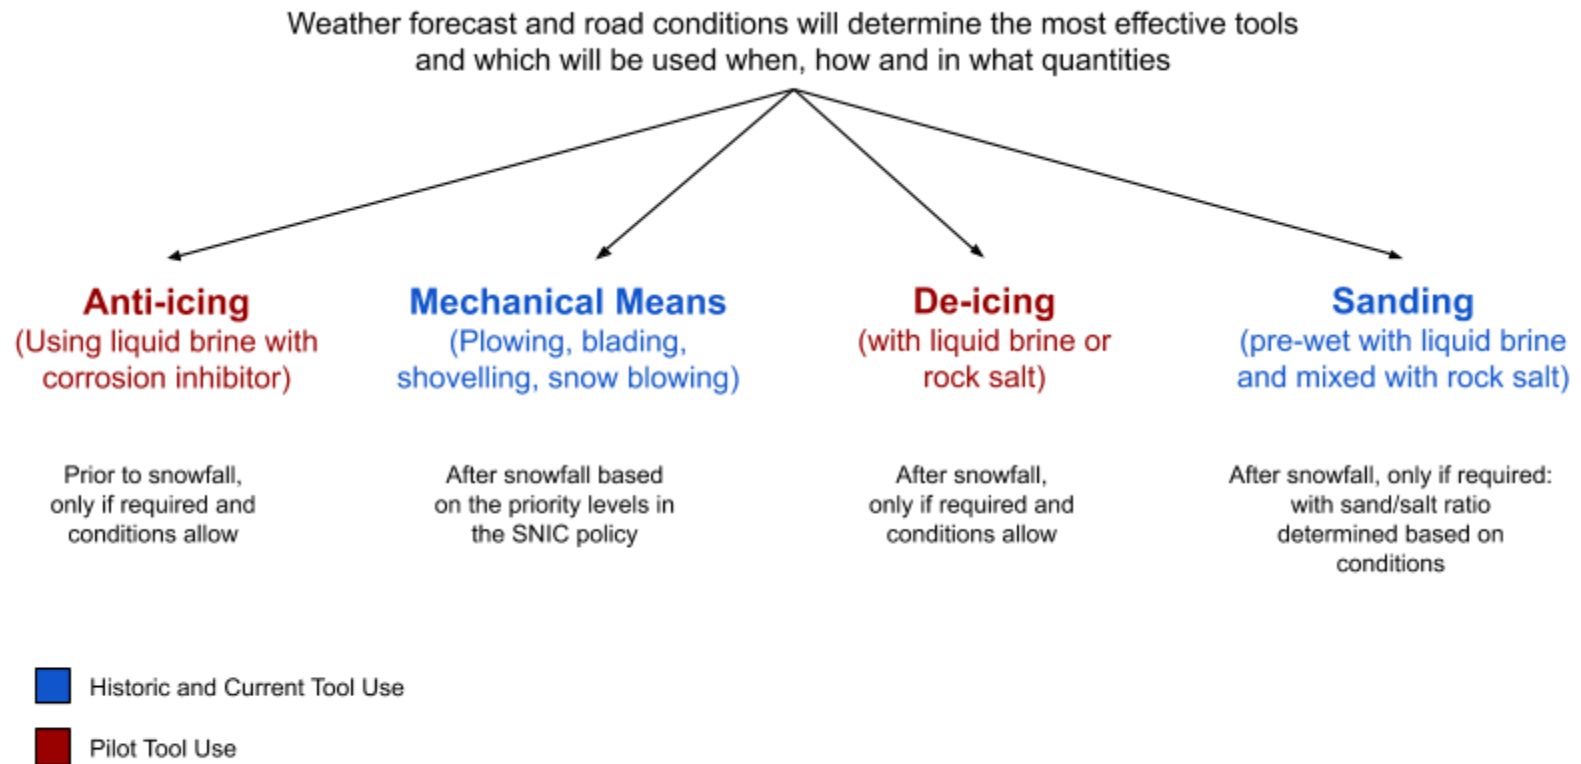 Weather forecast and road conditions will determine the most effective tools
and which will be used when, how and in what quantities
Anti-icing
(Using liquid brine with
corrosion inhibitor)
Prior to snowfall,
only if required and
conditions allow
Mechanical Means
(Plowing, blading,
shovelling, snow blowing)
After snowfall based
on the priority levels in
the SNIC policy
De-icing
(with liquid brine or
rock salt)
After snowfall,
only if required and
conditions allow
Sanding
(pre-wet with liquid brine
and mixed with rock salt)
After snowfall, only if required:
with sand/salt ratio
determined based on
conditions
Historic and Current Tool Use
Pilot Tool Use